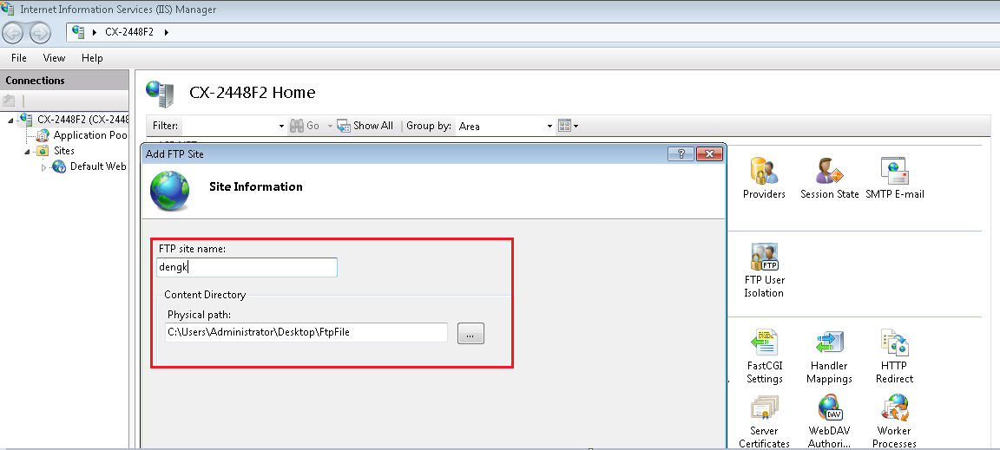 Internet Information Services (IIS) Manager
CX-2448F2
File View Help
Connections
CX-2448F2 (CX-2448
Application Poo
Sites
Default Web
CX-2448F2 Home
Filter: Go Show All Group by: Area
Add FTP Site
?
Site Information
FTP site name:
dengk
Content Directory
Physical path:
C:\Users\Administrator\Desktop\FtpFile
...
Providers Session State SMTP E-mail
FTP
FTP User
Isolation
FastCGI Handler HTTP
Settings Mappings Redirect
DAV
Server WebDAV Worker
Certificates Authori... Processes